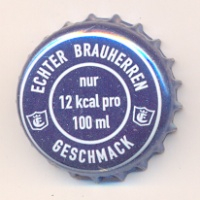 ECHTER BRAUHERREN
nur
12 kcal pro
100 ml
GESCHMACK